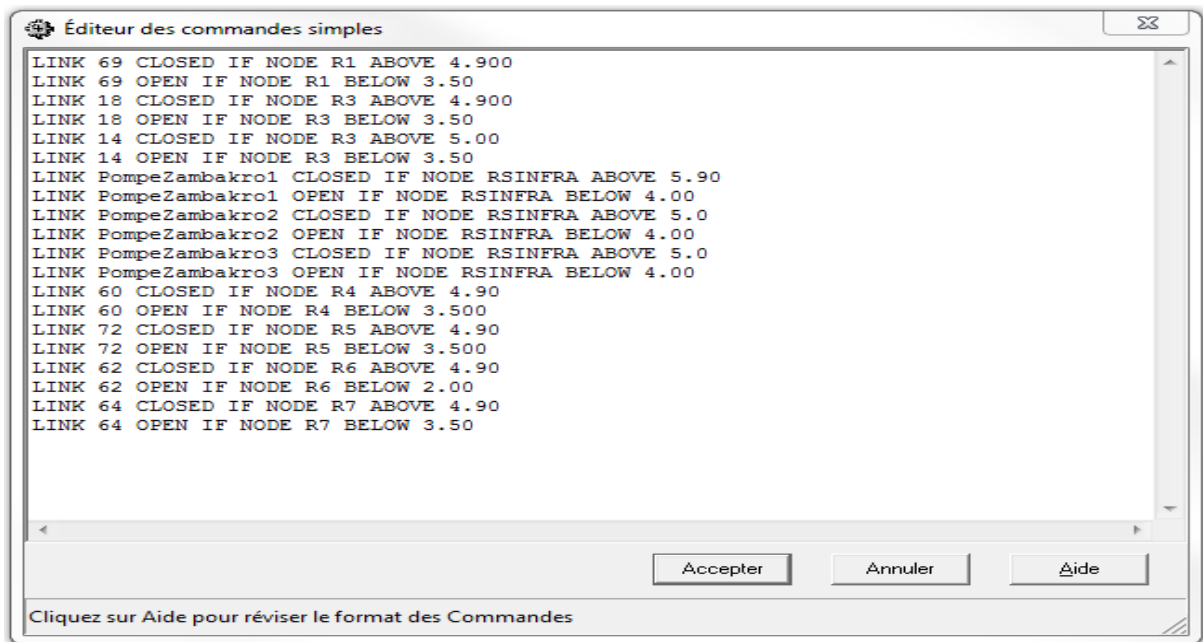 Éditeur des commandes simples
LINK 69 CLOSED IF NODE R1 ABOVE 4.900
LINK 69 OPEN IF NODE R1 BELOW 3.50
LINK 18 CLOSED IF NODE R3 ABOVE 4.900
LINK 18 OPEN IF NODE R3 BELOW 3.50
LINK 14 CLOSED IF NODE R3 ABOVE 5.00
LINK 14 OPEN IF NODE R3 BELOW 3.50
LINK PompeZambakro1 CLOSED IF NODE RSINFRA ABOVE 5.90
LINK PompeZambakro1 OPEN IF NODE RSINFRA BELOW 4.00
LINK PompeZambakro2 CLOSED IF NODE RSINFRA ABOVE 5.0
LINK PompeZambakro2 OPEN IF NODE RSINFRA BELOW 4.00
LINK PompeZambakro3 CLOSED IF NODE RSINFRA ABOVE 5.0
LINK PompeZambakro3 OPEN IF NODE RSINFRA BELOW 4.00
LINK 60 CLOSED IF NODE R4 ABOVE 4.90
LINK 60 OPEN IF NODE R4 BELOW 3.500
LINK 72 CLOSED IF NODE R5 ABOVE 4.90
LINK 72 OPEN IF NODE R5 BELOW 3.500
LINK 62 CLOSED IF NODE R6 ABOVE 4.90
LINK 62 OPEN IF NODE R6 BELOW 2.00
LINK 64 CLOSED IF NODE R7 ABOVE 4.90
LINK 64 OPEN IF NODE R7 BELOW 3.50
Accepter Annuler Aide
Cliquez sur Aide pour réviser le format des Commandes